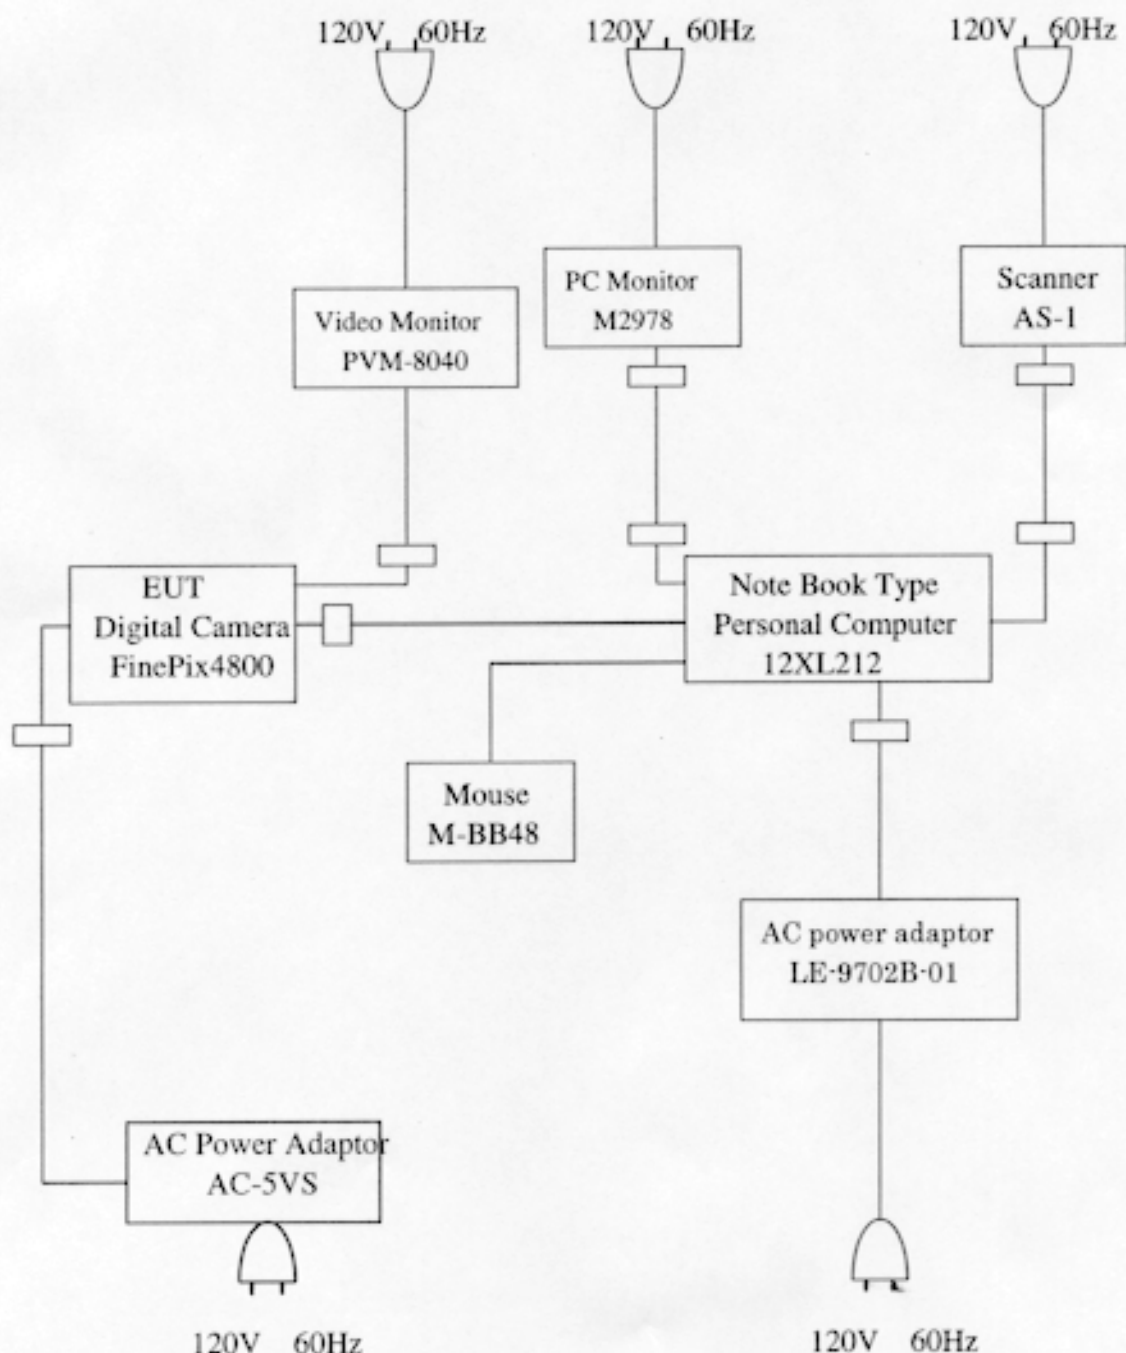 120V 60Hz
120V 60Hz
120V 60Hz
PC Monitor
M2978
Scanner
AS-1
Video Monitor
PVM-8040
EUT
Digital Camera
FinePix4800
Note Book Type
Personal Computer
12XL212
Mouse
M-BB48
AC power adaptor
LE-9702B-01
AC Power Adaptor
AC-5VS
120V 60Hz
120V 60Hz